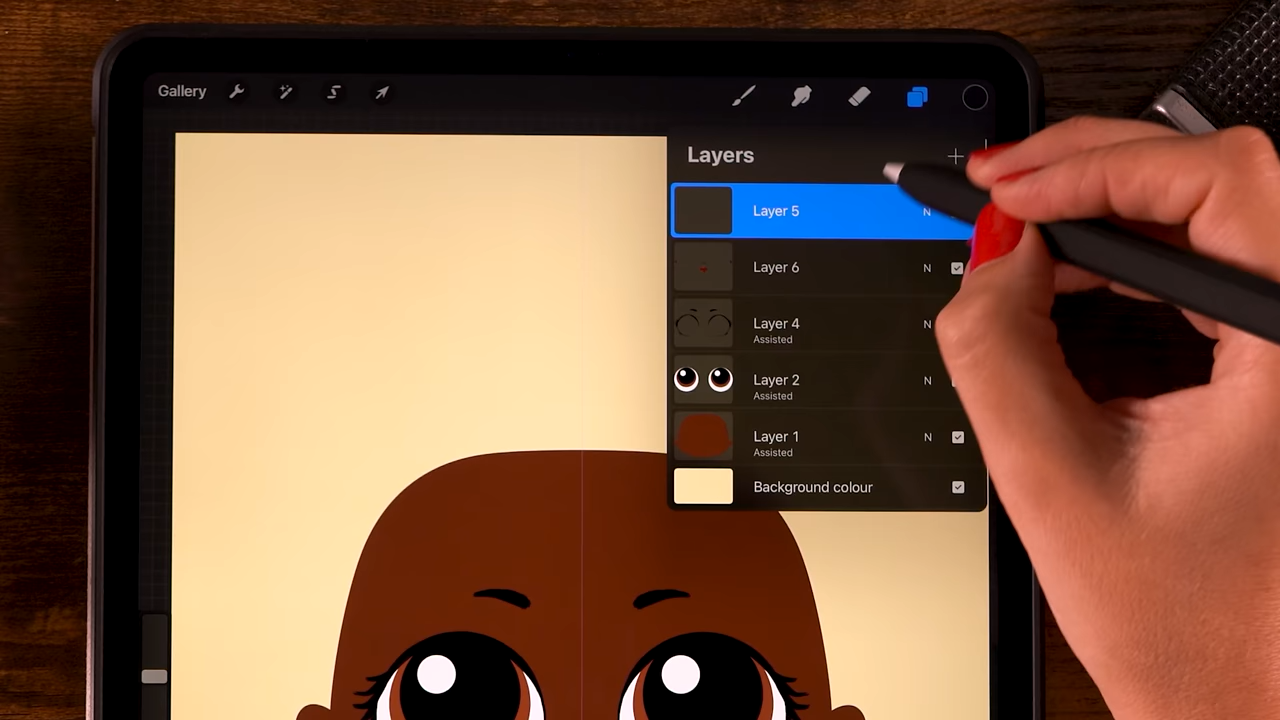 Gallery
Layers
Layer 5
N
Layer 6
N
Layer 4
N
Assisted
Layer 2
N
Assisted
Layer 1
N
Assisted
Background colour